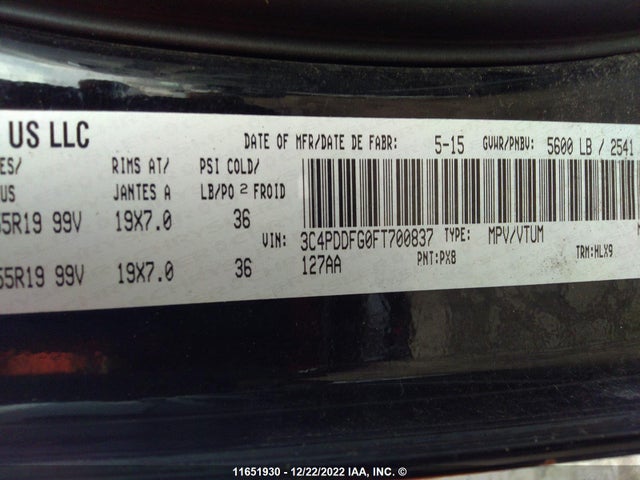 US LLC
DATE OF MFR/DATE DE FABR: 5-15 GVWR/PNBV: 5600 LB / 2541
ES/ RIMS AT/ PSI COLD/
US JANTES A LB/PO 2 FROID
55R19 99V 19X7.0 36
VIN: 3C4PDDFG0FT700837 TYPE: MPV/VTUM
55R19 99V 19X7.0 36 127AA PNT:PX8 TRM:HLX9
11651930 - 12/22/2022 IAA, INC. ©